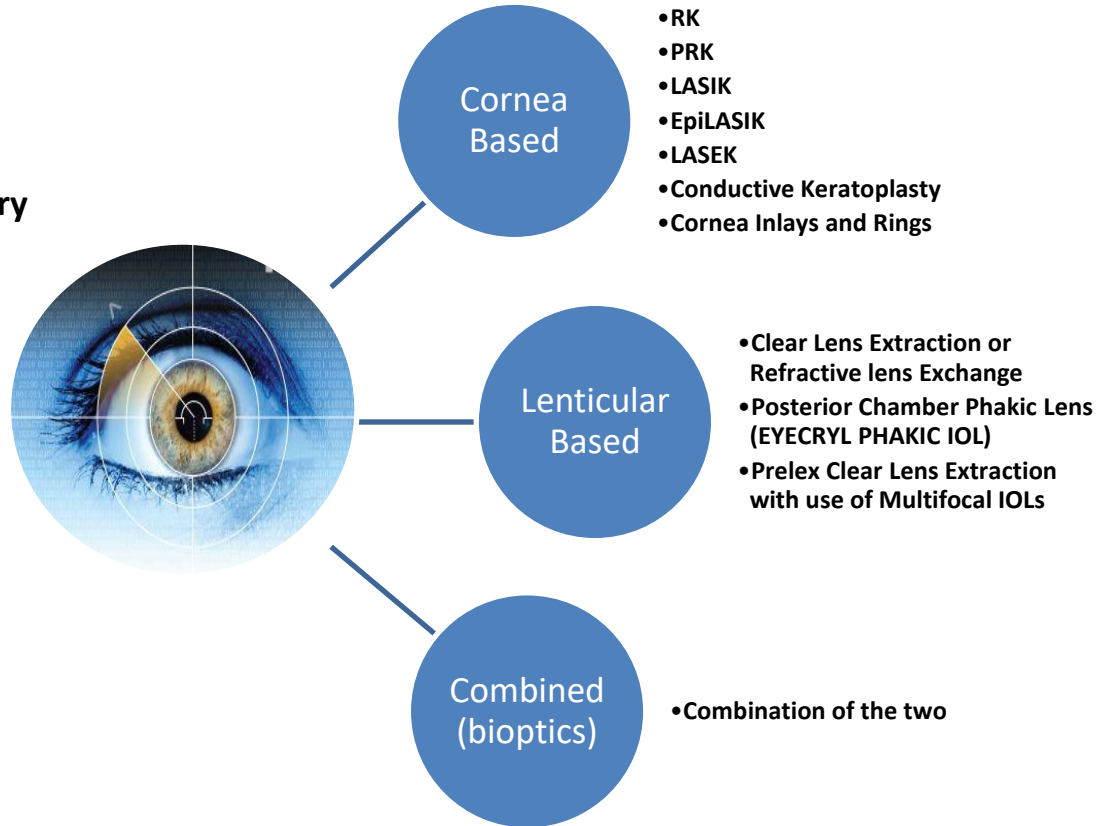 ry
Cornea
Based
•RK
•PRK
•LASIK
•EpiLASIK
•LASEK
•Conductive Keratoplasty
•Cornea Inlays and Rings
Lenticular
Based
•Clear Lens Extraction or
Refractive lens Exchange
•Posterior Chamber Phakic Lens
(EYECRYL PHAKIC IOL)
•Prelex Clear Lens Extraction
with use of Multifocal IOLs
Combined
(bioptics)
•Combination of the two